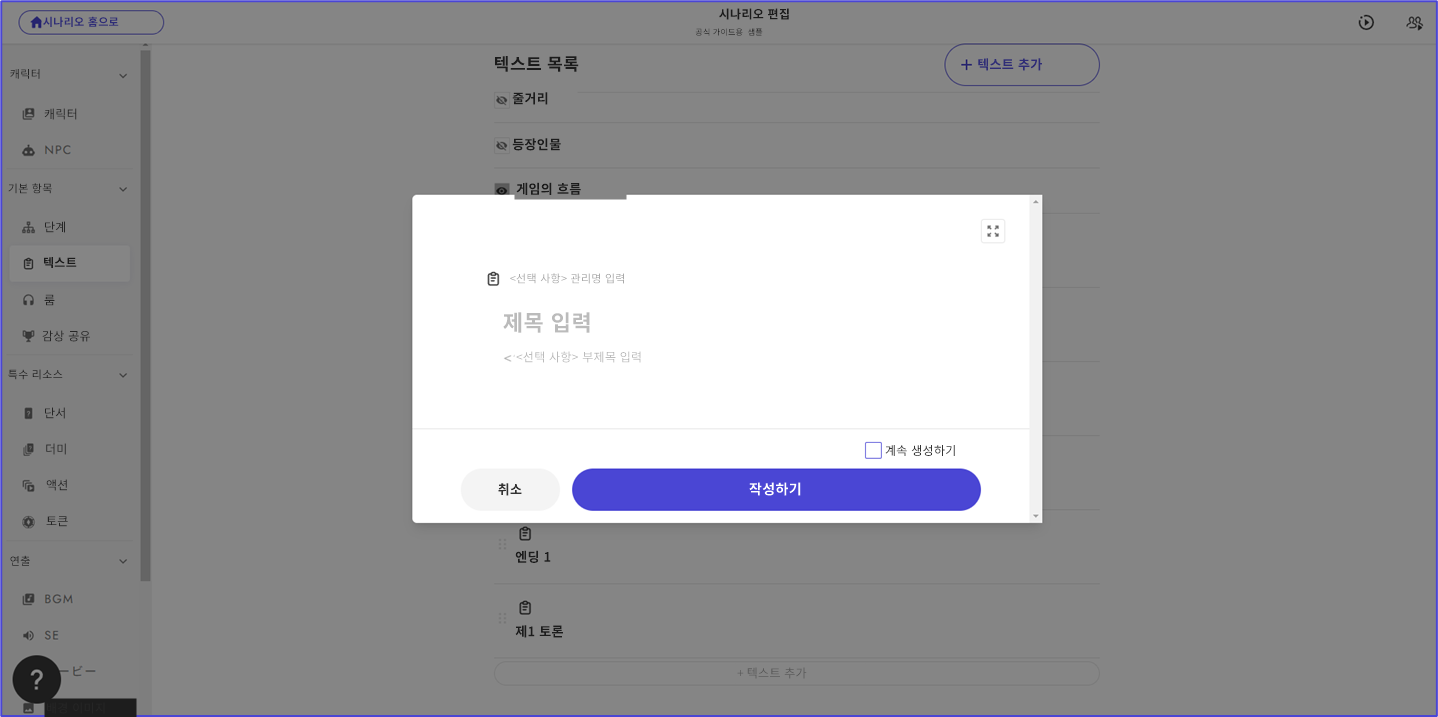 시나리오 홈으로
시나리오 편집
공식 가이드용 샘플
캐릭터
캐릭터
NPC
기본 항목
단계
텍스트
룸
감상 공유
특수 리소스
단서
더미
액션
토큰
연출
BGM
SE
ービー
?
텍스트 목록
+ 텍스트 추가
줄거리
등장인물
게임의 흐름
<선택 사항> 관리명 입력
제목 입력
< <선택 사항> 부제목 입력
계속 생성하기
취소
작성하기
엔딩 1
제1 토론
+ 텍스트 추가